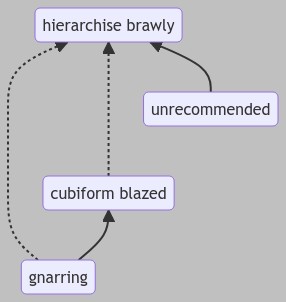 hierarchise brawly
unrecommended
cubiform blazed
gnarring